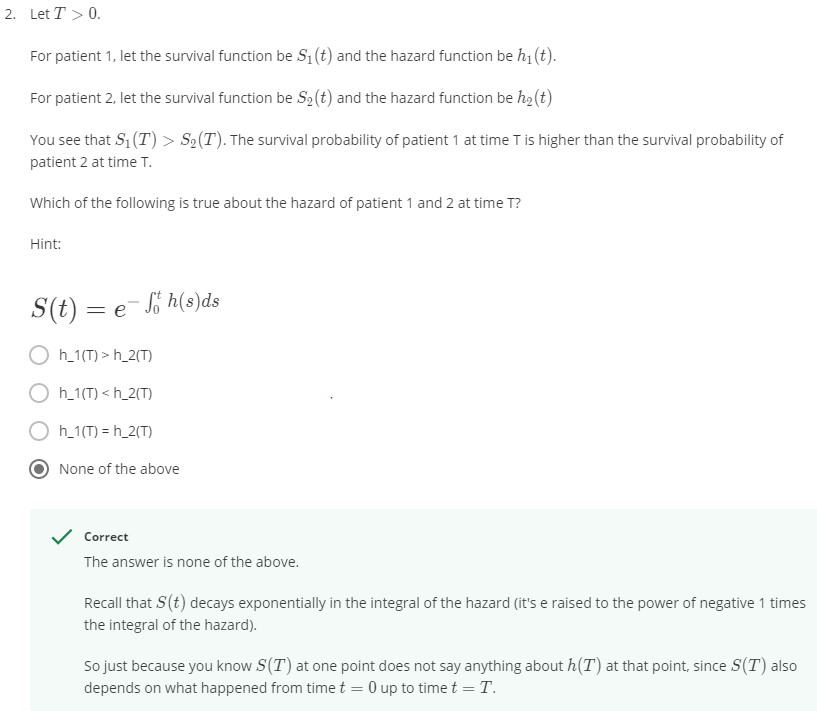 2. Let T > 0.
For patient 1, let the survival function be S₁(t) and the hazard function be h₁(t).
For patient 2, let the survival function be S₂(t) and the hazard function be h₂(t)
You see that S₁(T) > S₂(T). The survival probability of patient 1 at time T is higher than the survival probability of
patient 2 at time T.
Which of the following is true about the hazard of patient 1 and 2 at time T?
Hint:
S(t) = e^{−∫₀ᵗ h(s)ds}
h_1(T) > h_2(T)
h_1(T) < h_2(T)
h_1(T) = h_2(T)
None of the above
Correct
The answer is none of the above.
Recall that S(t) decays exponentially in the integral of the hazard (it's e raised to the power of negative 1 times
the integral of the hazard).
So just because you know S(T) at one point does not say anything about h(T) at that point, since S(T) also
depends on what happened from time t = 0 up to time t = T.